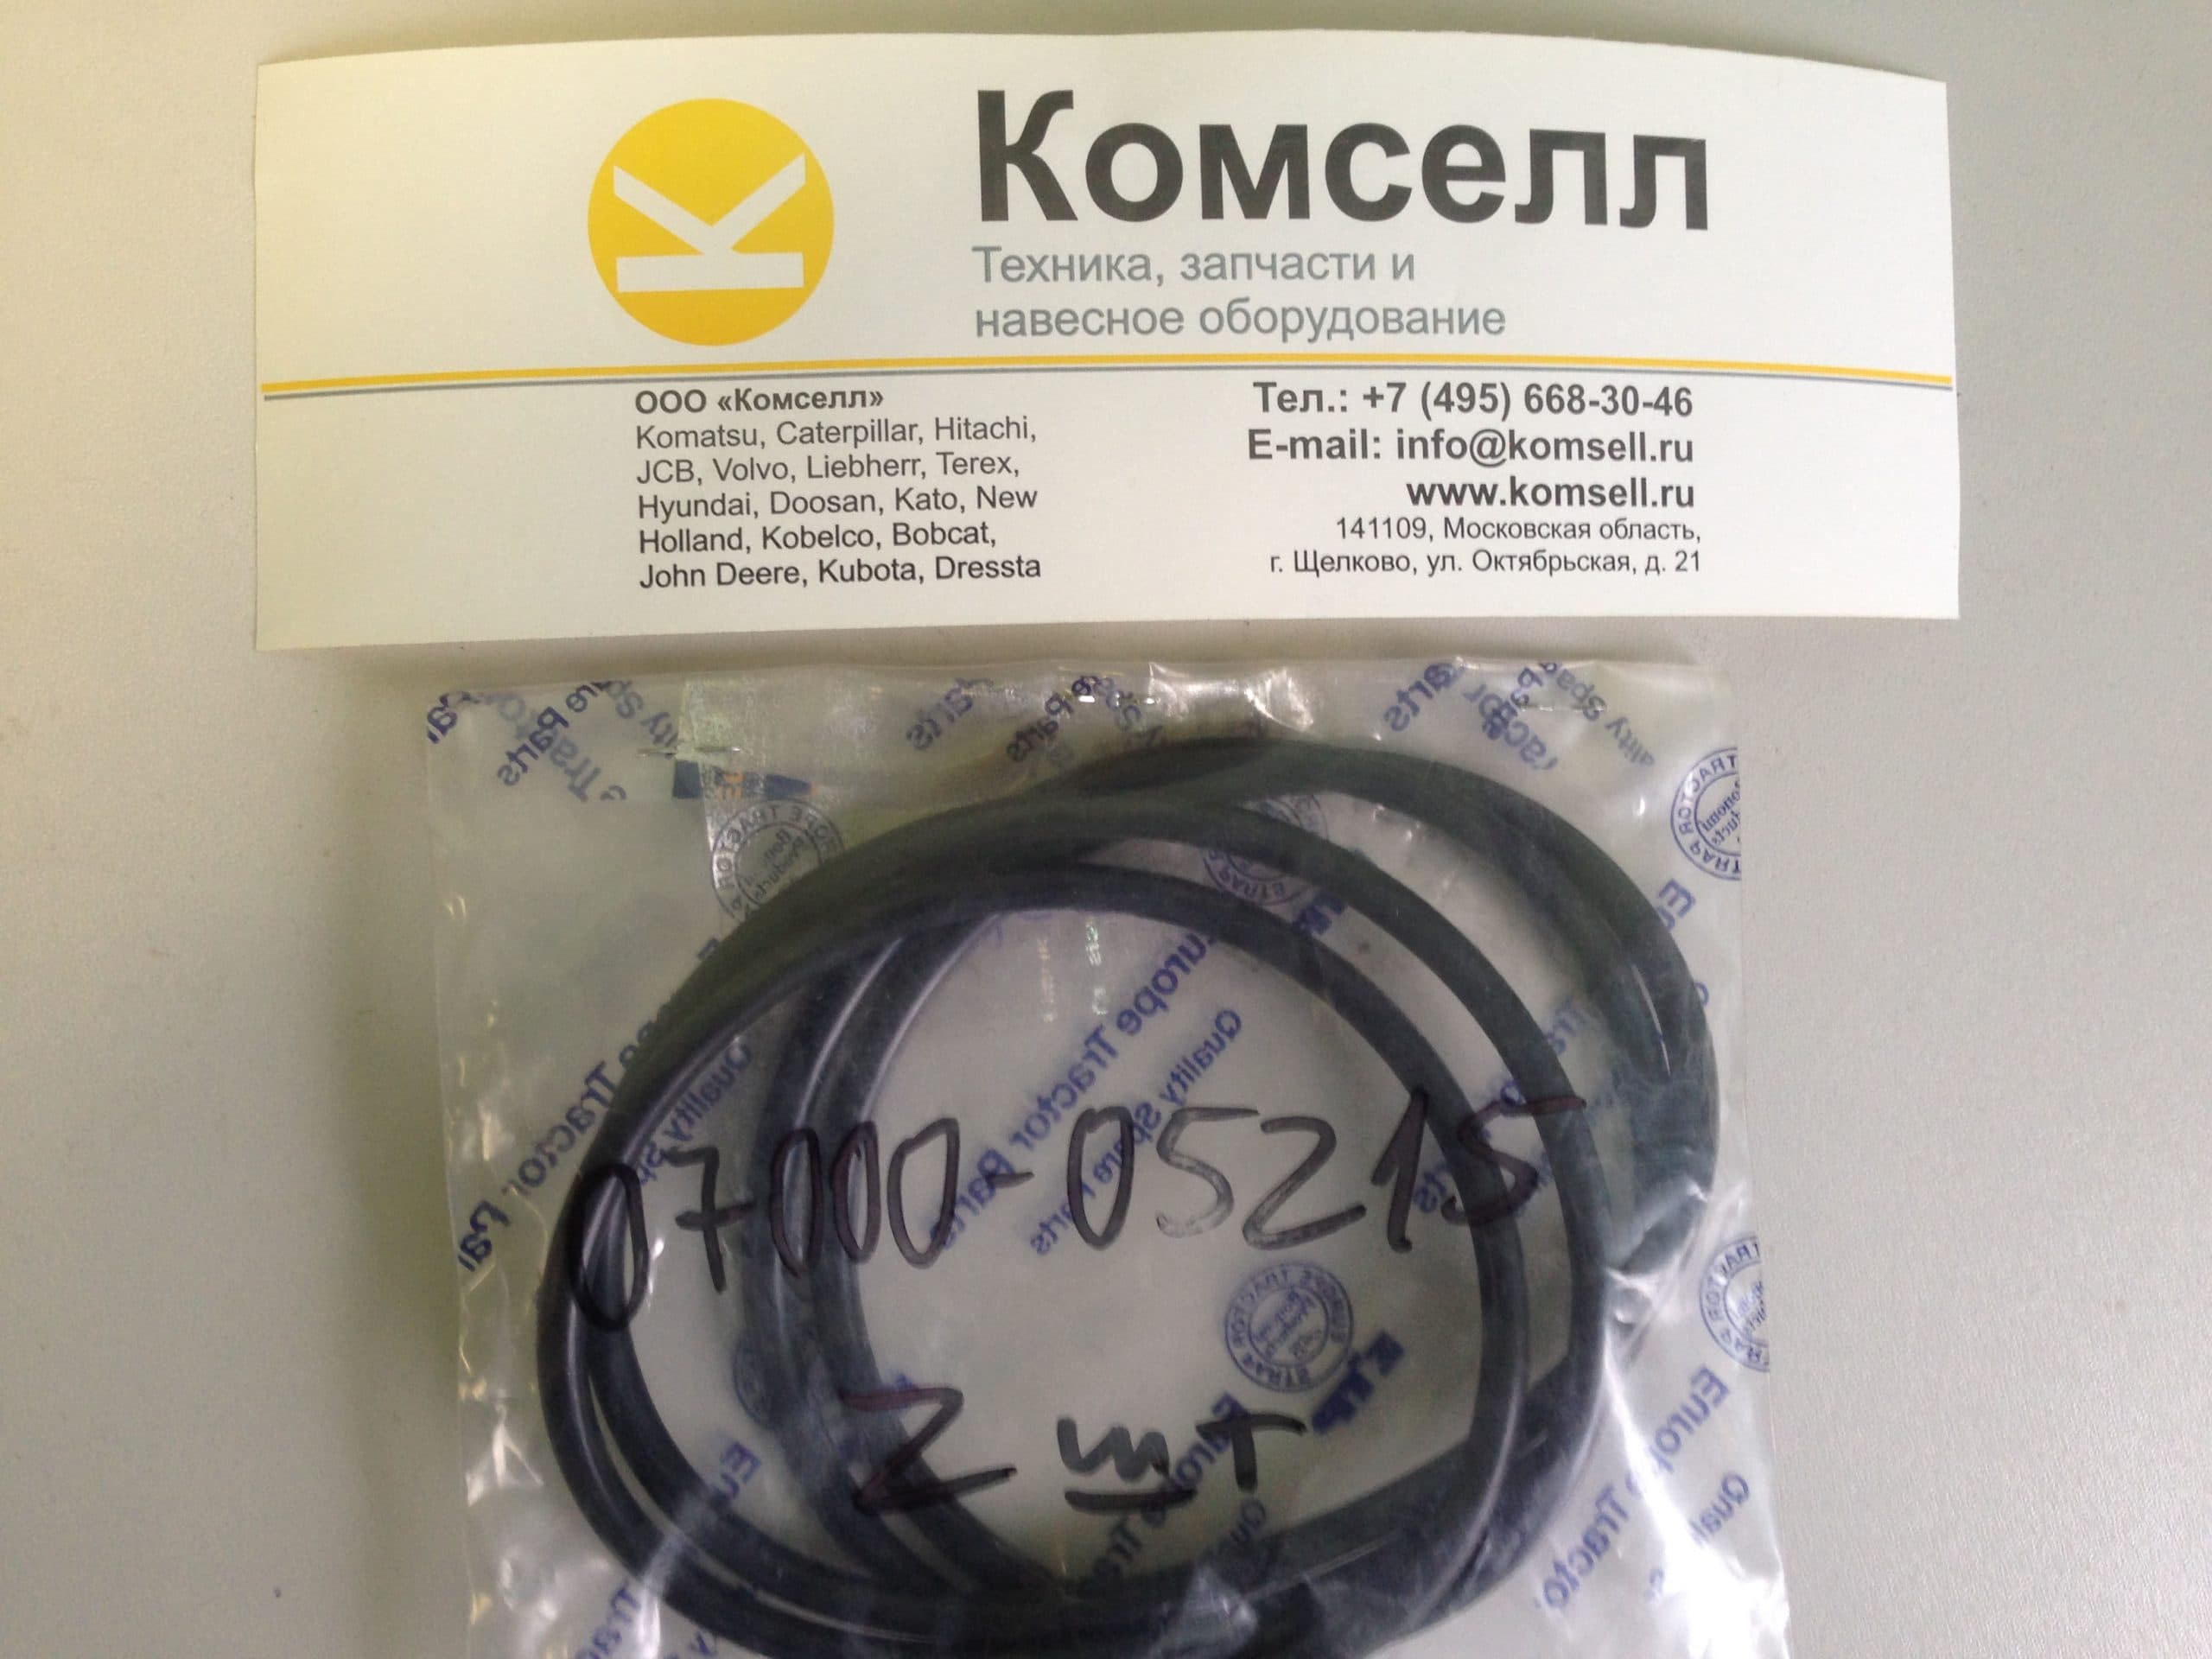 Комселл
Техника, запчасти и
навесное оборудование
ООО «Комселл»
Komatsu, Caterpillar, Hitachi,
JCB, Volvo, Liebherr, Terex,
Hyundai, Doosan, Kato, New
Holland, Kobelco, Bobcat,
John Deere, Kubota, Dressta
Тел.: +7 (495) 668-30-46
E-mail: info@komsell.ru
www.komsell.ru
141109, Московская область,
г. Щелково, ул. Октябрьская, д. 21
Europe Tractor Parts
Quality Spare Parts
07000-05215
2 шт